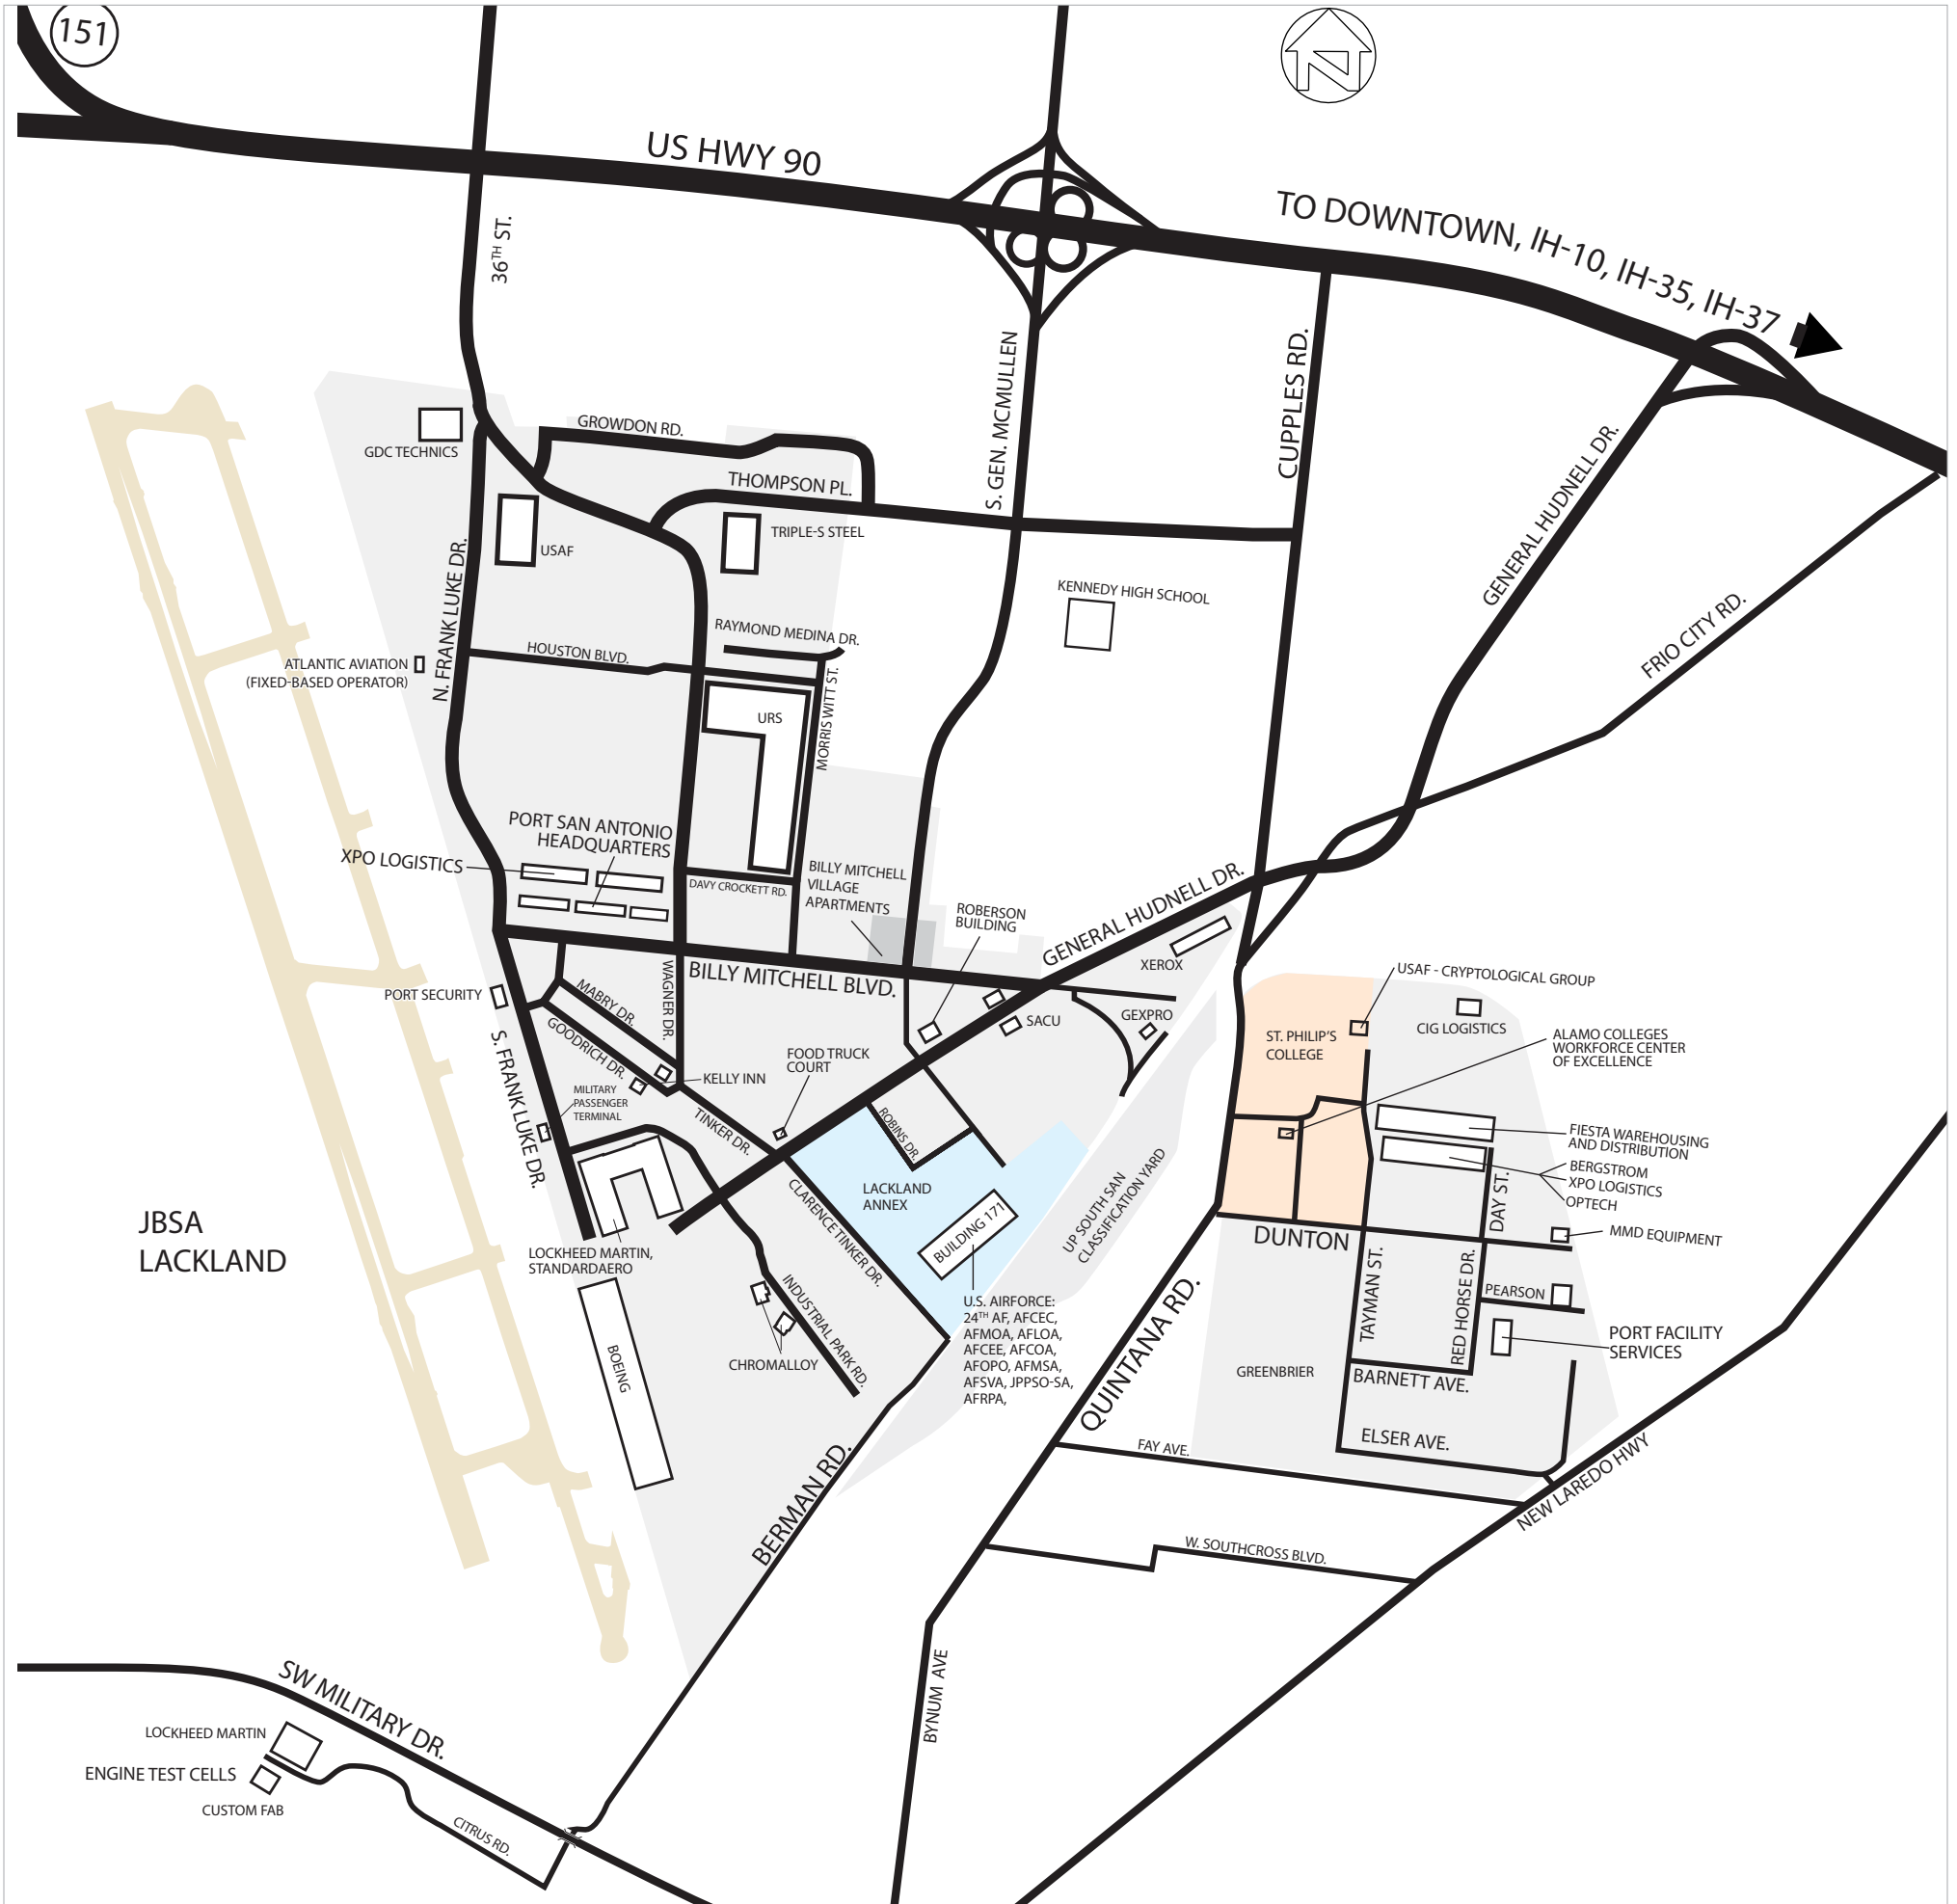 151
US HWY 90
TO DOWNTOWN, IH-10, IH-35, IH-37
N
36TH ST.
S. GEN. MCMULLEN
CUPPLES RD.
GENERAL HUDNELL DR.
FRIO CITY RD.
GDC TECHNICS
GROWDON RD.
THOMPSON PL.
TRIPLE-S STEEL
USAF
N. FRANK LUKE DR.
KENNEDY HIGH SCHOOL
RAYMOND MEDINA DR.
HOUSTON BLVD.
ATLANTIC AVIATION
(FIXED-BASED OPERATOR)
URS
MORRIS WITT ST.
PORT SAN ANTONIO
HEADQUARTERS
XPO LOGISTICS
DAVY CROCKETT RD.
BILLY MITCHELL
VILLAGE
APARTMENTS
ROBERSON
BUILDING
GENERAL HUDNELL DR.
XEROX
BILLY MITCHELL BLVD.
WAGNER DR.
PORT SECURITY
MABRY DR.
GOODRICH DR.
S. FRANK LUKE DR.
SACU
GEXPRO
FOOD TRUCK
COURT
KELLY INN
MILITARY
PASSENGER
TERMINAL
TINKER DR.
ROBINS DR.
ST. PHILIP'S
COLLEGE
USAF - CRYPTOLOGICAL GROUP
CIG LOGISTICS
ALAMO COLLEGES
WORKFORCE CENTER
OF EXCELLENCE
FIESTA WAREHOUSING
AND DISTRIBUTION
BERGSTROM
XPO LOGISTICS
OPTECH
DAY ST.
MMD EQUIPMENT
DUNTON
JBSA
LACKLAND
LACKLAND
ANNEX
BUILDING 171
UP SOUTH SAN
CLASSIFICATION YARD
CLARENCE TINKER DR.
LOCKHEED MARTIN,
STANDARDAERO
INDUSTRIAL PARK RD.
BOEING
CHROMALLOY
U.S. AIRFORCE:
24TH AF, AFCEC,
AFMOA, AFLOA,
AFCEE, AFCOA,
AFOPO, AFMSA,
AFSVA, JPPSO-SA,
AFRPA,
QUINTANA RD.
TAYMAN ST.
RED HORSE DR.
PEARSON
PORT FACILITY
SERVICES
GREENBRIER
BARNETT AVE.
ELSER AVE.
FAY AVE.
NEW LAREDO HWY
BERMAN RD.
W. SOUTHCROSS BLVD.
BYNUM AVE
SW MILITARY DR.
LOCKHEED MARTIN
ENGINE TEST CELLS
CUSTOM FAB
CITRUS RD.